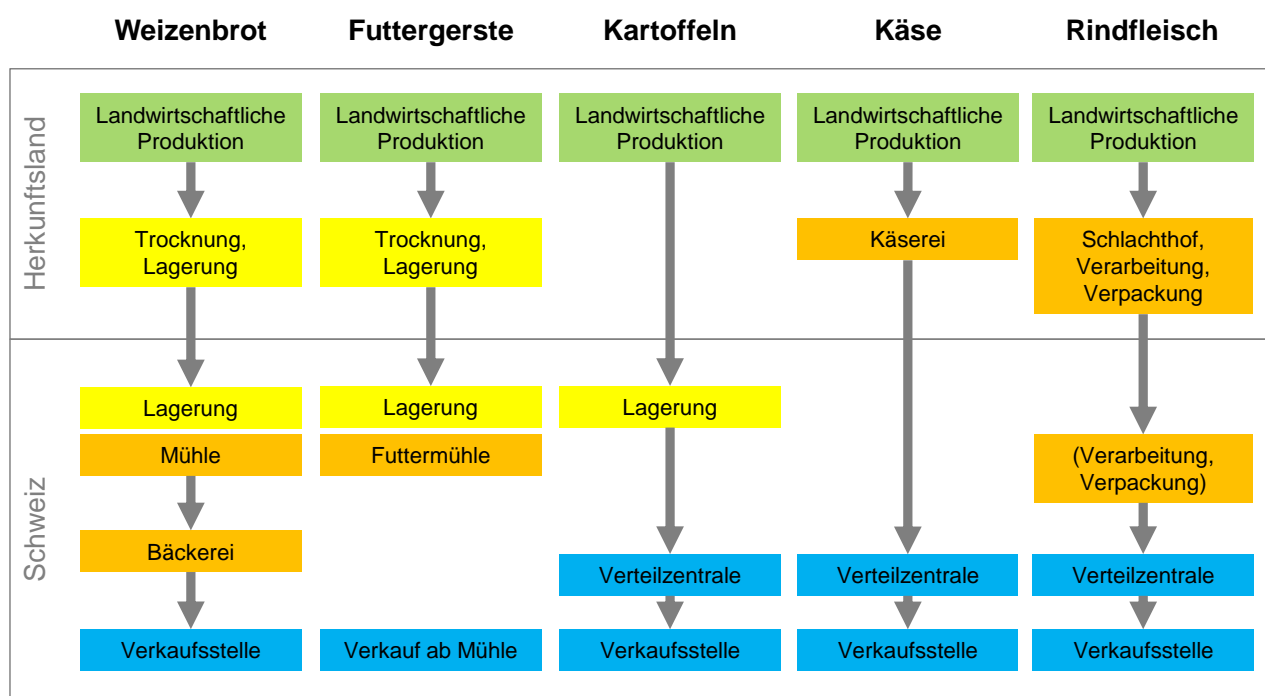 Weizenbrot
Futtergerste
Kartoffeln
Käse
Rindfleisch
Herkunftsland
Landwirtschaftliche
Produktion
Landwirtschaftliche
Produktion
Landwirtschaftliche
Produktion
Landwirtschaftliche
Produktion
Landwirtschaftliche
Produktion
Trocknung,
Lagerung
Trocknung,
Lagerung
Käserei
Schlachthof,
Verarbeitung,
Verpackung
Schweiz
Lagerung
Lagerung
Lagerung
Mühle
Futtermühle
(Verarbeitung,
Verpackung)
Bäckerei
Verteilzentrale
Verteilzentrale
Verteilzentrale
Verkaufsstelle
Verkauf ab Mühle
Verkaufsstelle
Verkaufsstelle
Verkaufsstelle